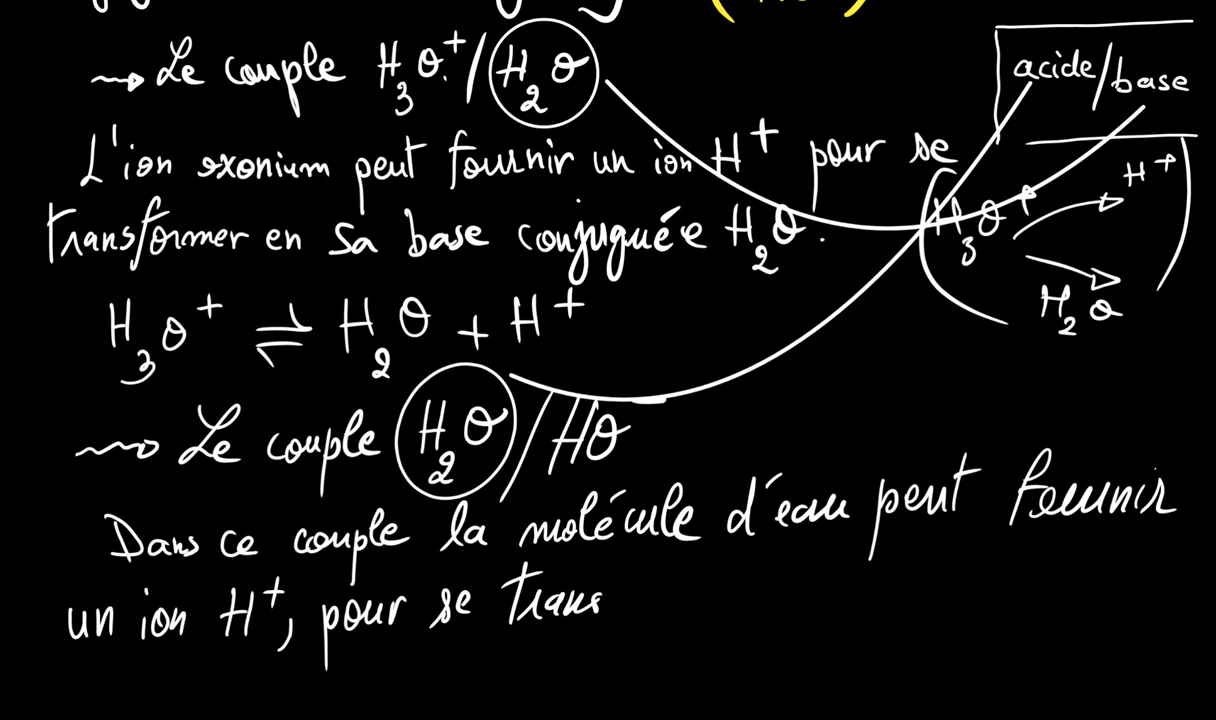 ⇝ Le couple H₃O⁺/H₂O
acide/base
L'ion oxonium peut fournir un ion H⁺ pour se
H⁺
transformer en sa base conjuguée H₂O.
H₃O⁺
H₂O
H₃O⁺ ⇌ H₂O + H⁺
⇝ Le couple H₂O/HO
Dans ce couple la molécule d'eau peut fournir
un ion H⁺, pour se trans